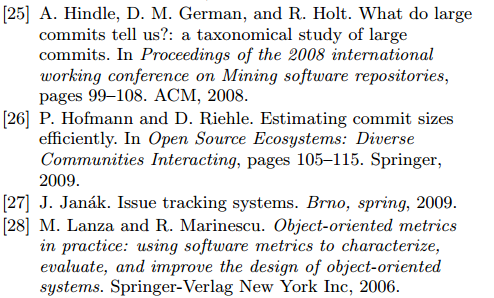 [25] A. Hindle, D. M. German, and R. Holt. What do large
commits tell us?: a taxonomical study of large
commits. In Proceedings of the 2008 international
working conference on Mining software repositories,
pages 99–108. ACM, 2008.
[26] P. Hofmann and D. Riehle. Estimating commit sizes
efficiently. In Open Source Ecosystems: Diverse
Communities Interacting, pages 105–115. Springer,
2009.
[27] J. Janák. Issue tracking systems. Brno, spring, 2009.
[28] M. Lanza and R. Marinescu. Object-oriented metrics
in practice: using software metrics to characterize,
evaluate, and improve the design of object-oriented
systems. Springer-Verlag New York Inc, 2006.